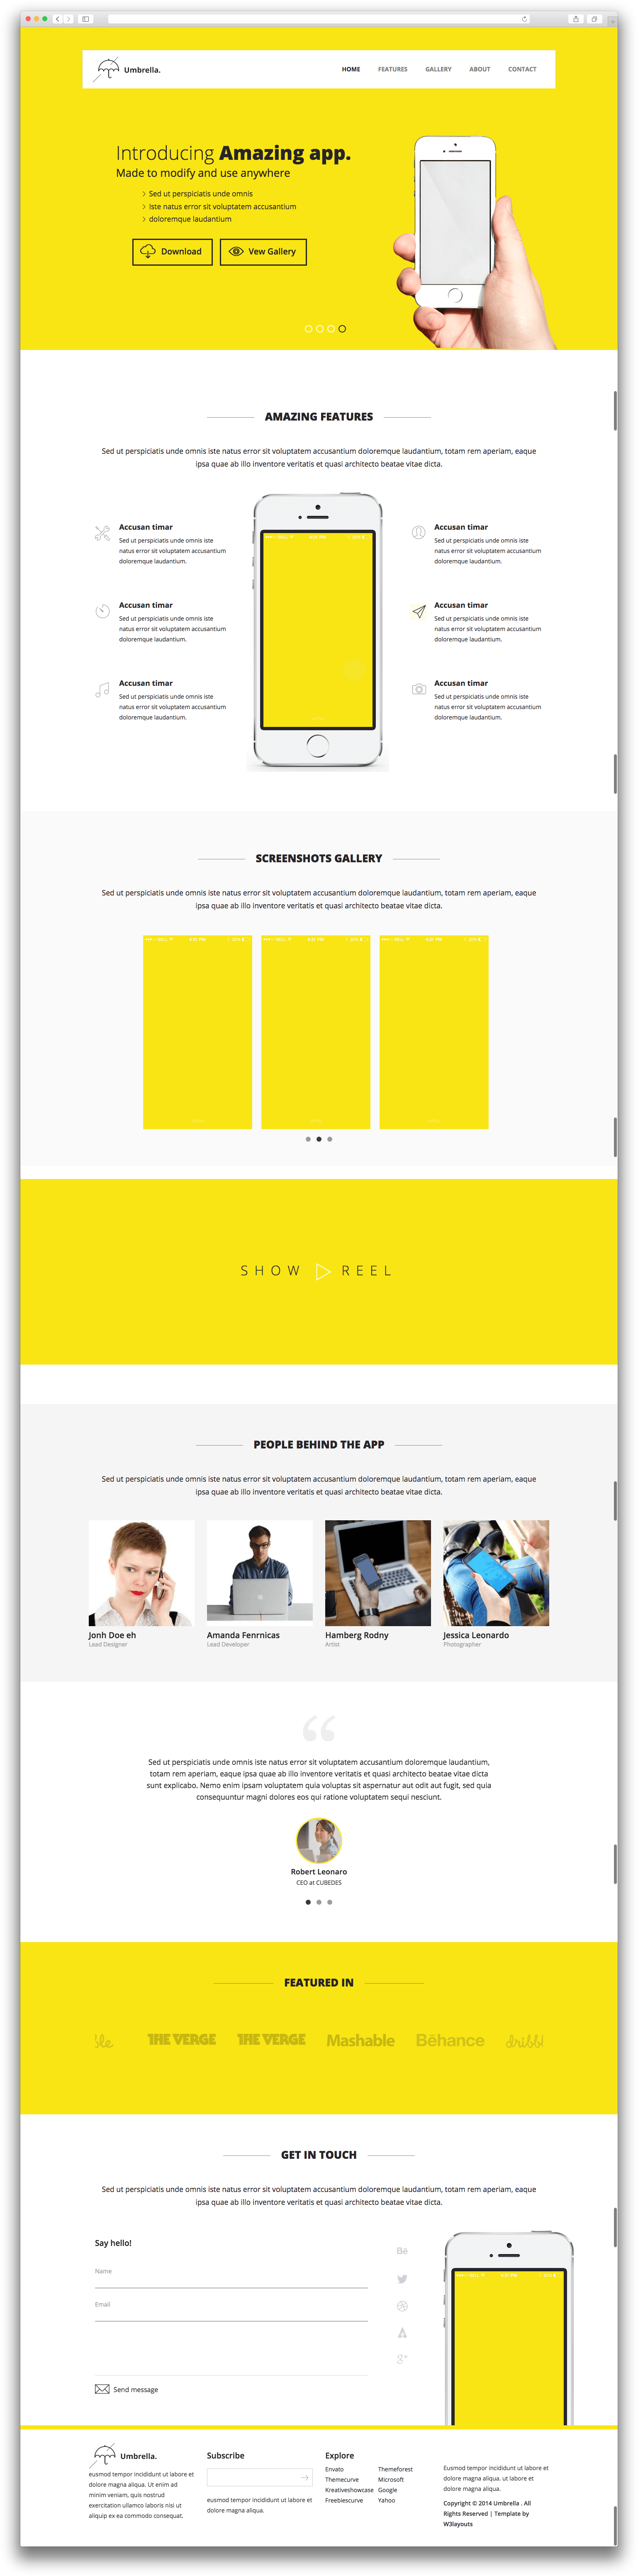 Umbrella.
HOME FEATURES GALLERY ABOUT CONTACT
Introducing Amazing app.
Made to modify and use anywhere
Sed ut perspiciatis unde omnis
Iste natus error sit voluptatem accusantium
doloremque laudantium
Download Vew Gallery
AMAZING FEATURES
Sed ut perspiciatis unde omnis iste natus error sit voluptatem accusantium doloremque laudantium, totam rem aperiam, eaque
ipsa quae ab illo inventore veritatis et quasi architecto beatae vitae dicta.
Accusan timar
Sed ut perspiciatis unde omnis iste
natus error sit voluptatem accusantium
doloremque laudantium.
Accusan timar
Sed ut perspiciatis unde omnis iste
natus error sit voluptatem accusantium
doloremque laudantium.
Accusan timar
Sed ut perspiciatis unde omnis iste
natus error sit voluptatem accusantium
doloremque laudantium.
Accusan timar
Sed ut perspiciatis unde omnis iste
natus error sit voluptatem accusantium
doloremque laudantium.
Accusan timar
Sed ut perspiciatis unde omnis iste
natus error sit voluptatem accusantium
doloremque laudantium.
Accusan timar
Sed ut perspiciatis unde omnis iste
natus error sit voluptatem accusantium
doloremque laudantium.
SCREENSHOTS GALLERY
Sed ut perspiciatis unde omnis iste natus error sit voluptatem accusantium doloremque laudantium, totam rem aperiam, eaque
ipsa quae ab illo inventore veritatis et quasi architecto beatae vitae dicta.
SHOW REEL
PEOPLE BEHIND THE APP
Sed ut perspiciatis unde omnis iste natus error sit voluptatem accusantium doloremque laudantium, totam rem aperiam, eaque
ipsa quae ab illo inventore veritatis et quasi architecto beatae vitae dicta.
Jonh Doe eh
Lead Designer
Amanda Fenrnicas
Lead Developer
Hamberg Rodny
Artist
Jessica Leonardo
Photographer
Sed ut perspiciatis unde omnis iste natus error sit voluptatem accusantium doloremque laudantium,
totam rem aperiam, eaque ipsa quae ab illo inventore veritatis et quasi architecto beatae vitae dicta
sunt explicabo. Nemo enim ipsam voluptatem quia voluptas sit aspernatur aut odit aut fugit, sed quia
consequuntur magni dolores eos qui ratione voluptatem sequi nesciunt.
Robert Leonaro
CEO at CUBEDES
FEATURED IN
THE VERGE THE VERGE Mashable Bēhance dribbl
GET IN TOUCH
Sed ut perspiciatis unde omnis iste natus error sit voluptatem accusantium doloremque laudantium, totam rem aperiam, eaque
ipsa quae ab illo inventore veritatis et quasi architecto beatae vitae dicta.
Say hello!
Name
Email
Send message
Bē
g+
Umbrella.
eusmod tempor incididunt ut labore et
dolore magna aliqua. Ut enim ad
minim veniam, quis nostrud
exercitation ullamco laboris nisi ut
aliquip ex ea commodo consequat.
Subscribe
eusmod tempor incididunt ut labore et
dolore magna aliqua.
Explore
Envato
Themecurve
Kreativeshowcase
Freeblescurve
Themeforest
Microsoft
Google
Yahoo
Eusmod tempor incididunt ut labore et
dolore magna aliqua. ut labore et
dolore magna aliqua.
Copyright © 2014 Umbrella . All
Rights Reserved | Template by
W3layouts